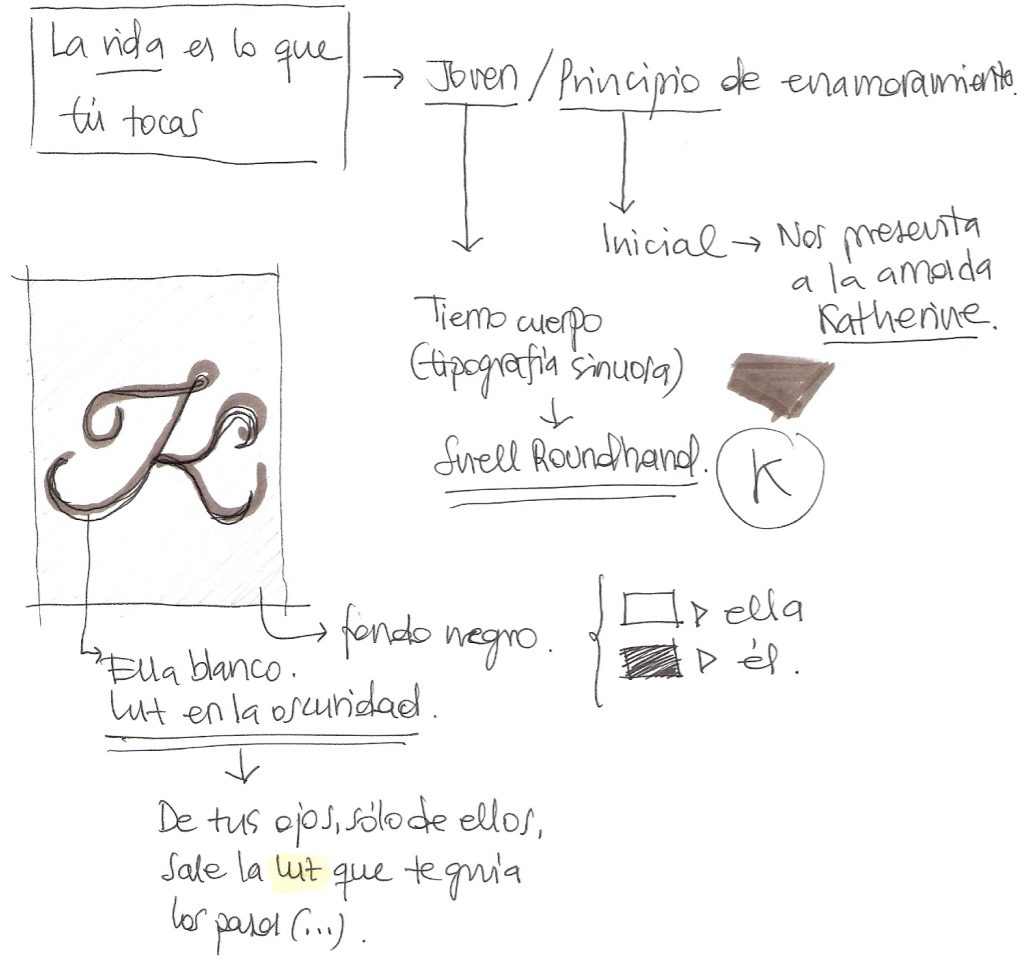 La vida es lo que
tú tocas
→ Joven / Principio de enamoramiento.
Inicial → Nos presenta
a la amada
Katherine.
Tierno cuerpo
(tipografía sinuosa)
Snell Roundhand.
K
K
fondo negro.
ella
él.
Ella blanco.
luz en la oscuridad.
De tus ojos, sólo de ellos,
sale la luz que te guía
los pasos (...).